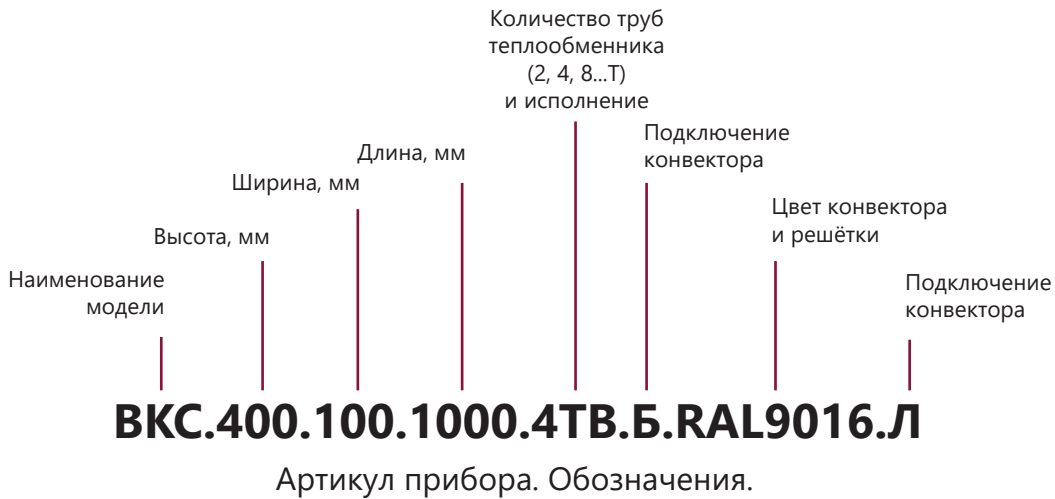 Количество труб
теплообменника
(2, 4, 8...Т)
и исполнение
Подключение
конвектора
Длина, мм
Ширина, мм
Цвет конвектора
и решётки
Высота, мм
Наименование
модели
Подключение
конвектора
ВКС.400.100.1000.4ТВ.Б.RAL9016.Л
Артикул прибора. Обозначения.